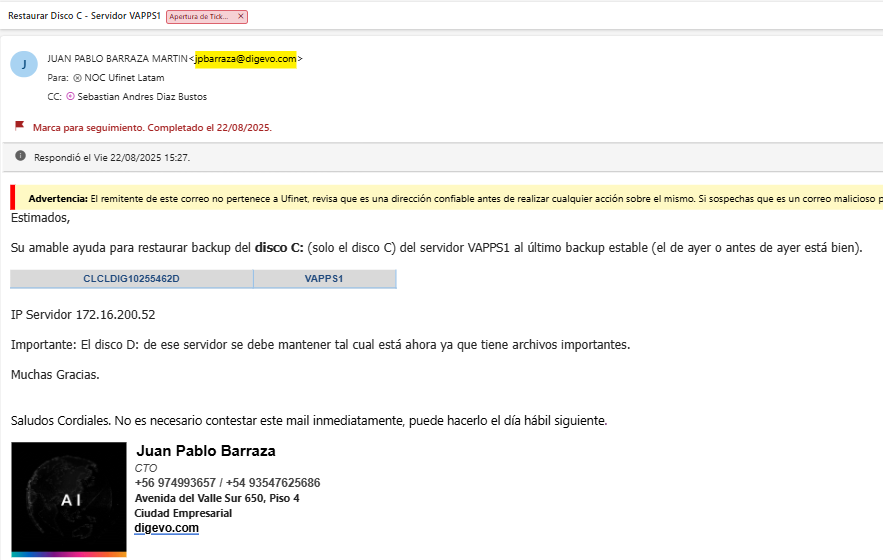 Restaurar Disco C - Servidor VAPPS1 Apertura de Tick... ×
J
JUAN PABLO BARRAZA MARTIN<jpbarraza@digevo.com>
Para: NOC Ufinet Latam
CC: Sebastian Andres Diaz Bustos
Marca para seguimiento. Completado el 22/08/2025.
Respondió el Vie 22/08/2025 15:27.
Advertencia: El remitente de este correo no pertenece a Ufinet, revisa que es una dirección confiable antes de realizar cualquier acción sobre el mismo. Si sospechas que es un correo malicioso p
Estimados,
Su amable ayuda para restaurar backup del disco C: (solo el disco C) del servidor VAPPS1 al último backup estable (el de ayer o antes de ayer está bien).
CLCLDIG10255462D VAPPS1
IP Servidor 172.16.200.52
Importante: El disco D: de ese servidor se debe mantener tal cual está ahora ya que tiene archivos importantes.
Muchas Gracias.
Saludos Cordiales. No es necesario contestar este mail inmediatamente, puede hacerlo el día hábil siguiente.
AI
Juan Pablo Barraza
CTO
+56 974993657 / +54 93547625686
Avenida del Valle Sur 650, Piso 4
Ciudad Empresarial
digevo.com